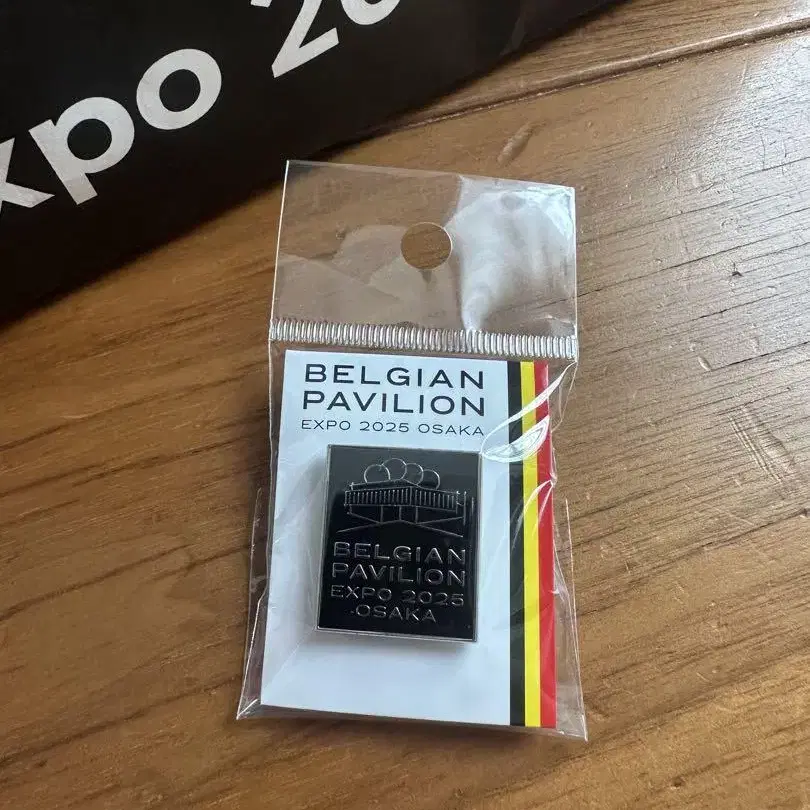 xpo 20
BELGIAN
PAVILION
EXPO 2025 OSAKA
BELGIAN
PAVILION
EXPO 2025
OSAKA